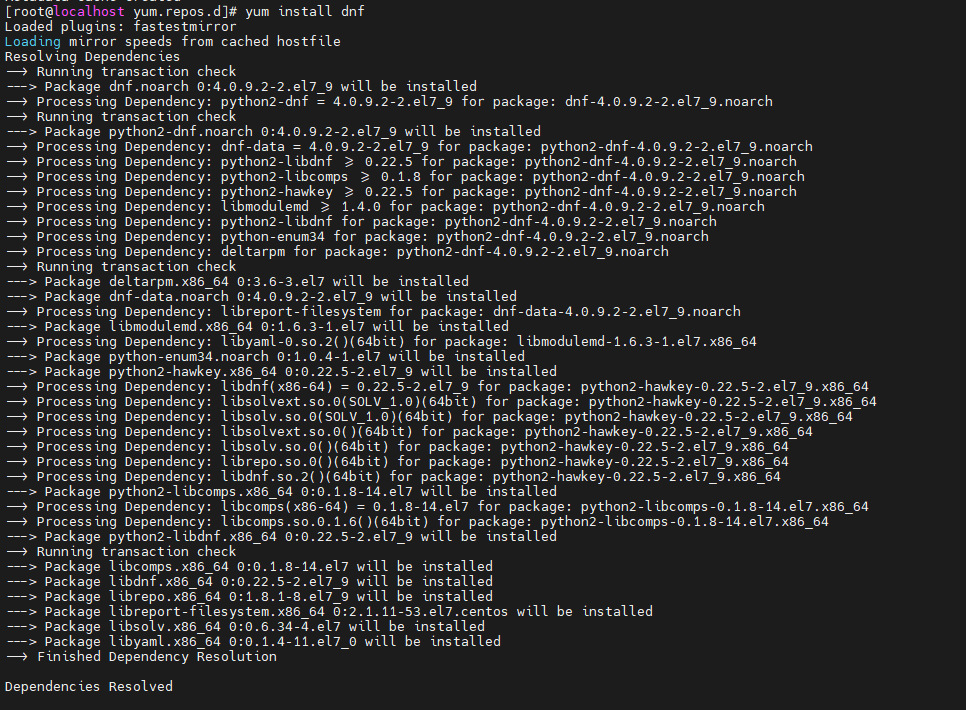 [root@localhost yum.repos.d]# yum install dnf
Loaded plugins: fastestmirror
Loading mirror speeds from cached hostfile
Resolving Dependencies
--> Running transaction check
---> Package dnf.noarch 0:4.0.9.2-2.el7_9 will be installed
--> Processing Dependency: python2-dnf = 4.0.9.2-2.el7_9 for package: dnf-4.0.9.2-2.el7_9.noarch
--> Running transaction check
---> Package python2-dnf.noarch 0:4.0.9.2-2.el7_9 will be installed
--> Processing Dependency: dnf-data = 4.0.9.2-2.el7_9 for package: python2-dnf-4.0.9.2-2.el7_9.noarch
--> Processing Dependency: python2-libdnf >= 0.22.5 for package: python2-dnf-4.0.9.2-2.el7_9.noarch
--> Processing Dependency: python2-libcomps >= 0.1.8 for package: python2-dnf-4.0.9.2-2.el7_9.noarch
--> Processing Dependency: python2-hawkey >= 0.22.5 for package: python2-dnf-4.0.9.2-2.el7_9.noarch
--> Processing Dependency: libmodulemd >= 1.4.0 for package: python2-dnf-4.0.9.2-2.el7_9.noarch
--> Processing Dependency: python2-libdnf for package: python2-dnf-4.0.9.2-2.el7_9.noarch
--> Processing Dependency: python-enum34 for package: python2-dnf-4.0.9.2-2.el7_9.noarch
--> Processing Dependency: deltarpm for package: python2-dnf-4.0.9.2-2.el7_9.noarch
--> Running transaction check
---> Package deltarpm.x86_64 0:3.6-3.el7 will be installed
---> Package dnf-data.noarch 0:4.0.9.2-2.el7_9 will be installed
--> Processing Dependency: libreport-filesystem for package: dnf-data-4.0.9.2-2.el7_9.noarch
---> Package libmodulemd.x86_64 0:1.6.3-1.el7 will be installed
--> Processing Dependency: libyaml-0.so.2()(64bit) for package: libmodulemd-1.6.3-1.el7.x86_64
---> Package python-enum34.noarch 0:1.0.4-1.el7 will be installed
---> Package python2-hawkey.x86_64 0:0.22.5-2.el7_9 will be installed
--> Processing Dependency: libdnf(x86-64) = 0.22.5-2.el7_9 for package: python2-hawkey-0.22.5-2.el7_9.x86_64
--> Processing Dependency: libsolvext.so.0(SOLV_1.0)(64bit) for package: python2-hawkey-0.22.5-2.el7_9.x86_64
--> Processing Dependency: libsolv.so.0(SOLV_1.0)(64bit) for package: python2-hawkey-0.22.5-2.el7_9.x86_64
--> Processing Dependency: libsolvext.so.0()(64bit) for package: python2-hawkey-0.22.5-2.el7_9.x86_64
--> Processing Dependency: libsolv.so.0()(64bit) for package: python2-hawkey-0.22.5-2.el7_9.x86_64
--> Processing Dependency: librepo.so.0()(64bit) for package: python2-hawkey-0.22.5-2.el7_9.x86_64
--> Processing Dependency: libdnf.so.2()(64bit) for package: python2-hawkey-0.22.5-2.el7_9.x86_64
---> Package python2-libcomps.x86_64 0:0.1.8-14.el7 will be installed
--> Processing Dependency: libcomps(x86-64) = 0.1.8-14.el7 for package: python2-libcomps-0.1.8-14.el7.x86_64
--> Processing Dependency: libcomps.so.0.1.6()(64bit) for package: python2-libcomps-0.1.8-14.el7.x86_64
---> Package python2-libdnf.x86_64 0:0.22.5-2.el7_9 will be installed
--> Running transaction check
---> Package libcomps.x86_64 0:0.1.8-14.el7 will be installed
---> Package libdnf.x86_64 0:0.22.5-2.el7_9 will be installed
---> Package librepo.x86_64 0:1.8.1-8.el7_9 will be installed
---> Package libreport-filesystem.x86_64 0:2.1.11-53.el7.centos will be installed
---> Package libsolv.x86_64 0:0.6.34-4.el7 will be installed
---> Package libyaml.x86_64 0:0.1.4-11.el7_0 will be installed
--> Finished Dependency Resolution
Dependencies Resolved